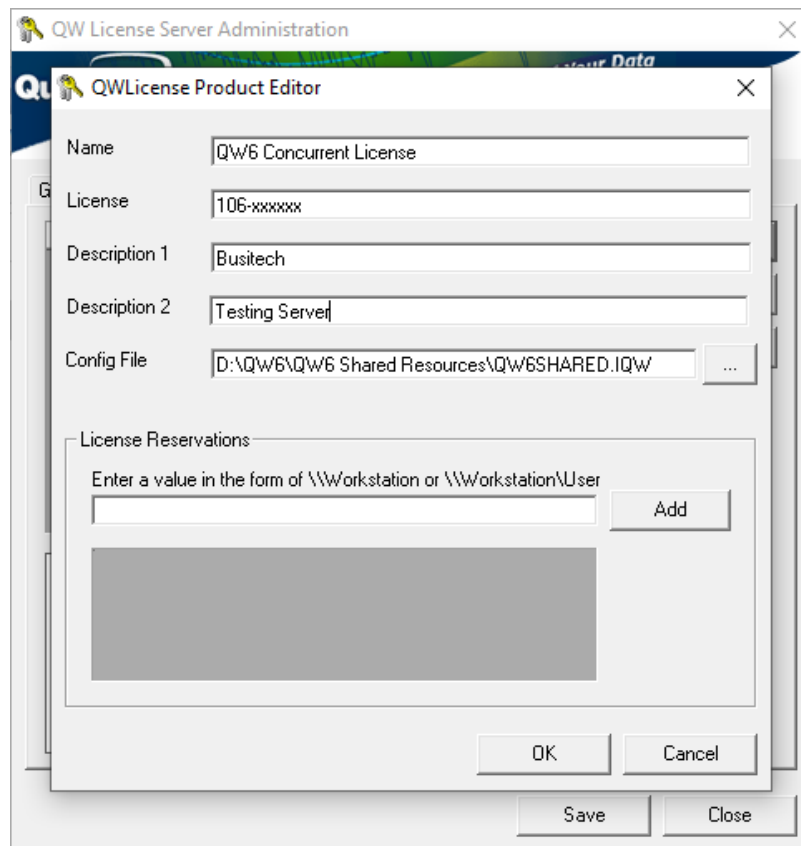 QW License Server Administration
Your Data
QWLicense Product Editor
Name
QW6 Concurrent License
License
106-xxxxxx
Description 1
Busitech
Description 2
Testing Server
Config File
D:\QW6\QW6 Shared Resources\QW6SHARED.IQW
...
License Reservations
Enter a value in the form of \\Workstation or \\Workstation\User
Add
OK
Cancel
Save
Close